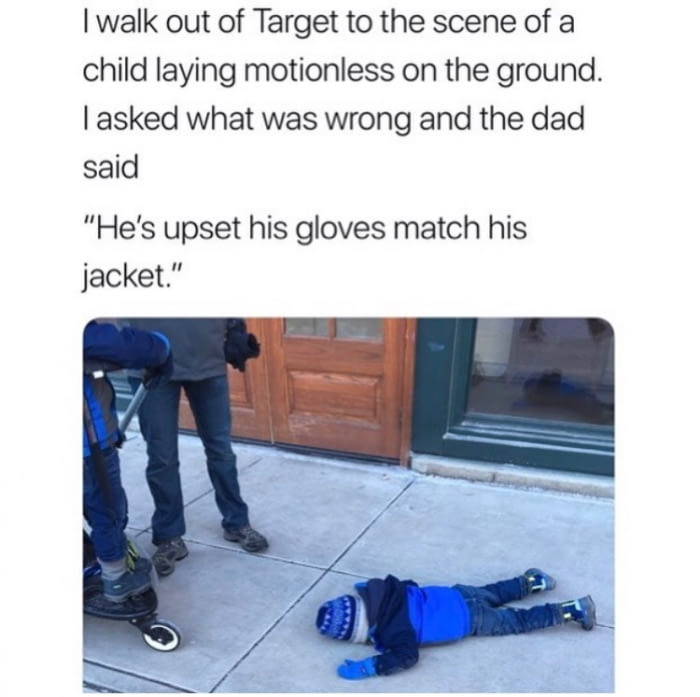 I walk out of Target to the scene of a
child laying motionless on the ground.
I asked what was wrong and the dad
said
"He's upset his gloves match his
jacket."